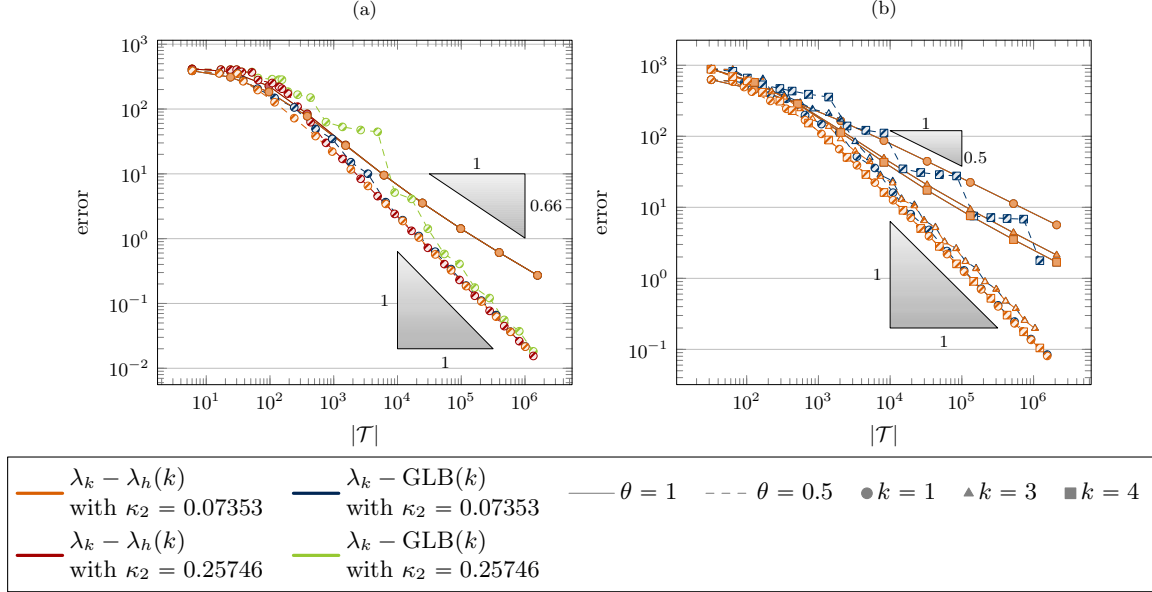 (a)
10^3
10^2
10^1
10^0
10^{-1}
10^{-2}
error
10^1 10^2 10^3 10^4 10^5 10^6
|𝒯|
1
0.66
1
1
(b)
10^3
10^2
10^1
10^0
10^{-1}
error
10^2 10^3 10^4 10^5 10^6
|𝒯|
1
0.5
1
1
λ_k − λ_h(k)
with κ_2 = 0.07353
λ_k − GLB(k)
with κ_2 = 0.07353
θ = 1 θ = 0.5 k = 1 k = 3 k = 4
λ_k − λ_h(k)
with κ_2 = 0.25746
λ_k − GLB(k)
with κ_2 = 0.25746